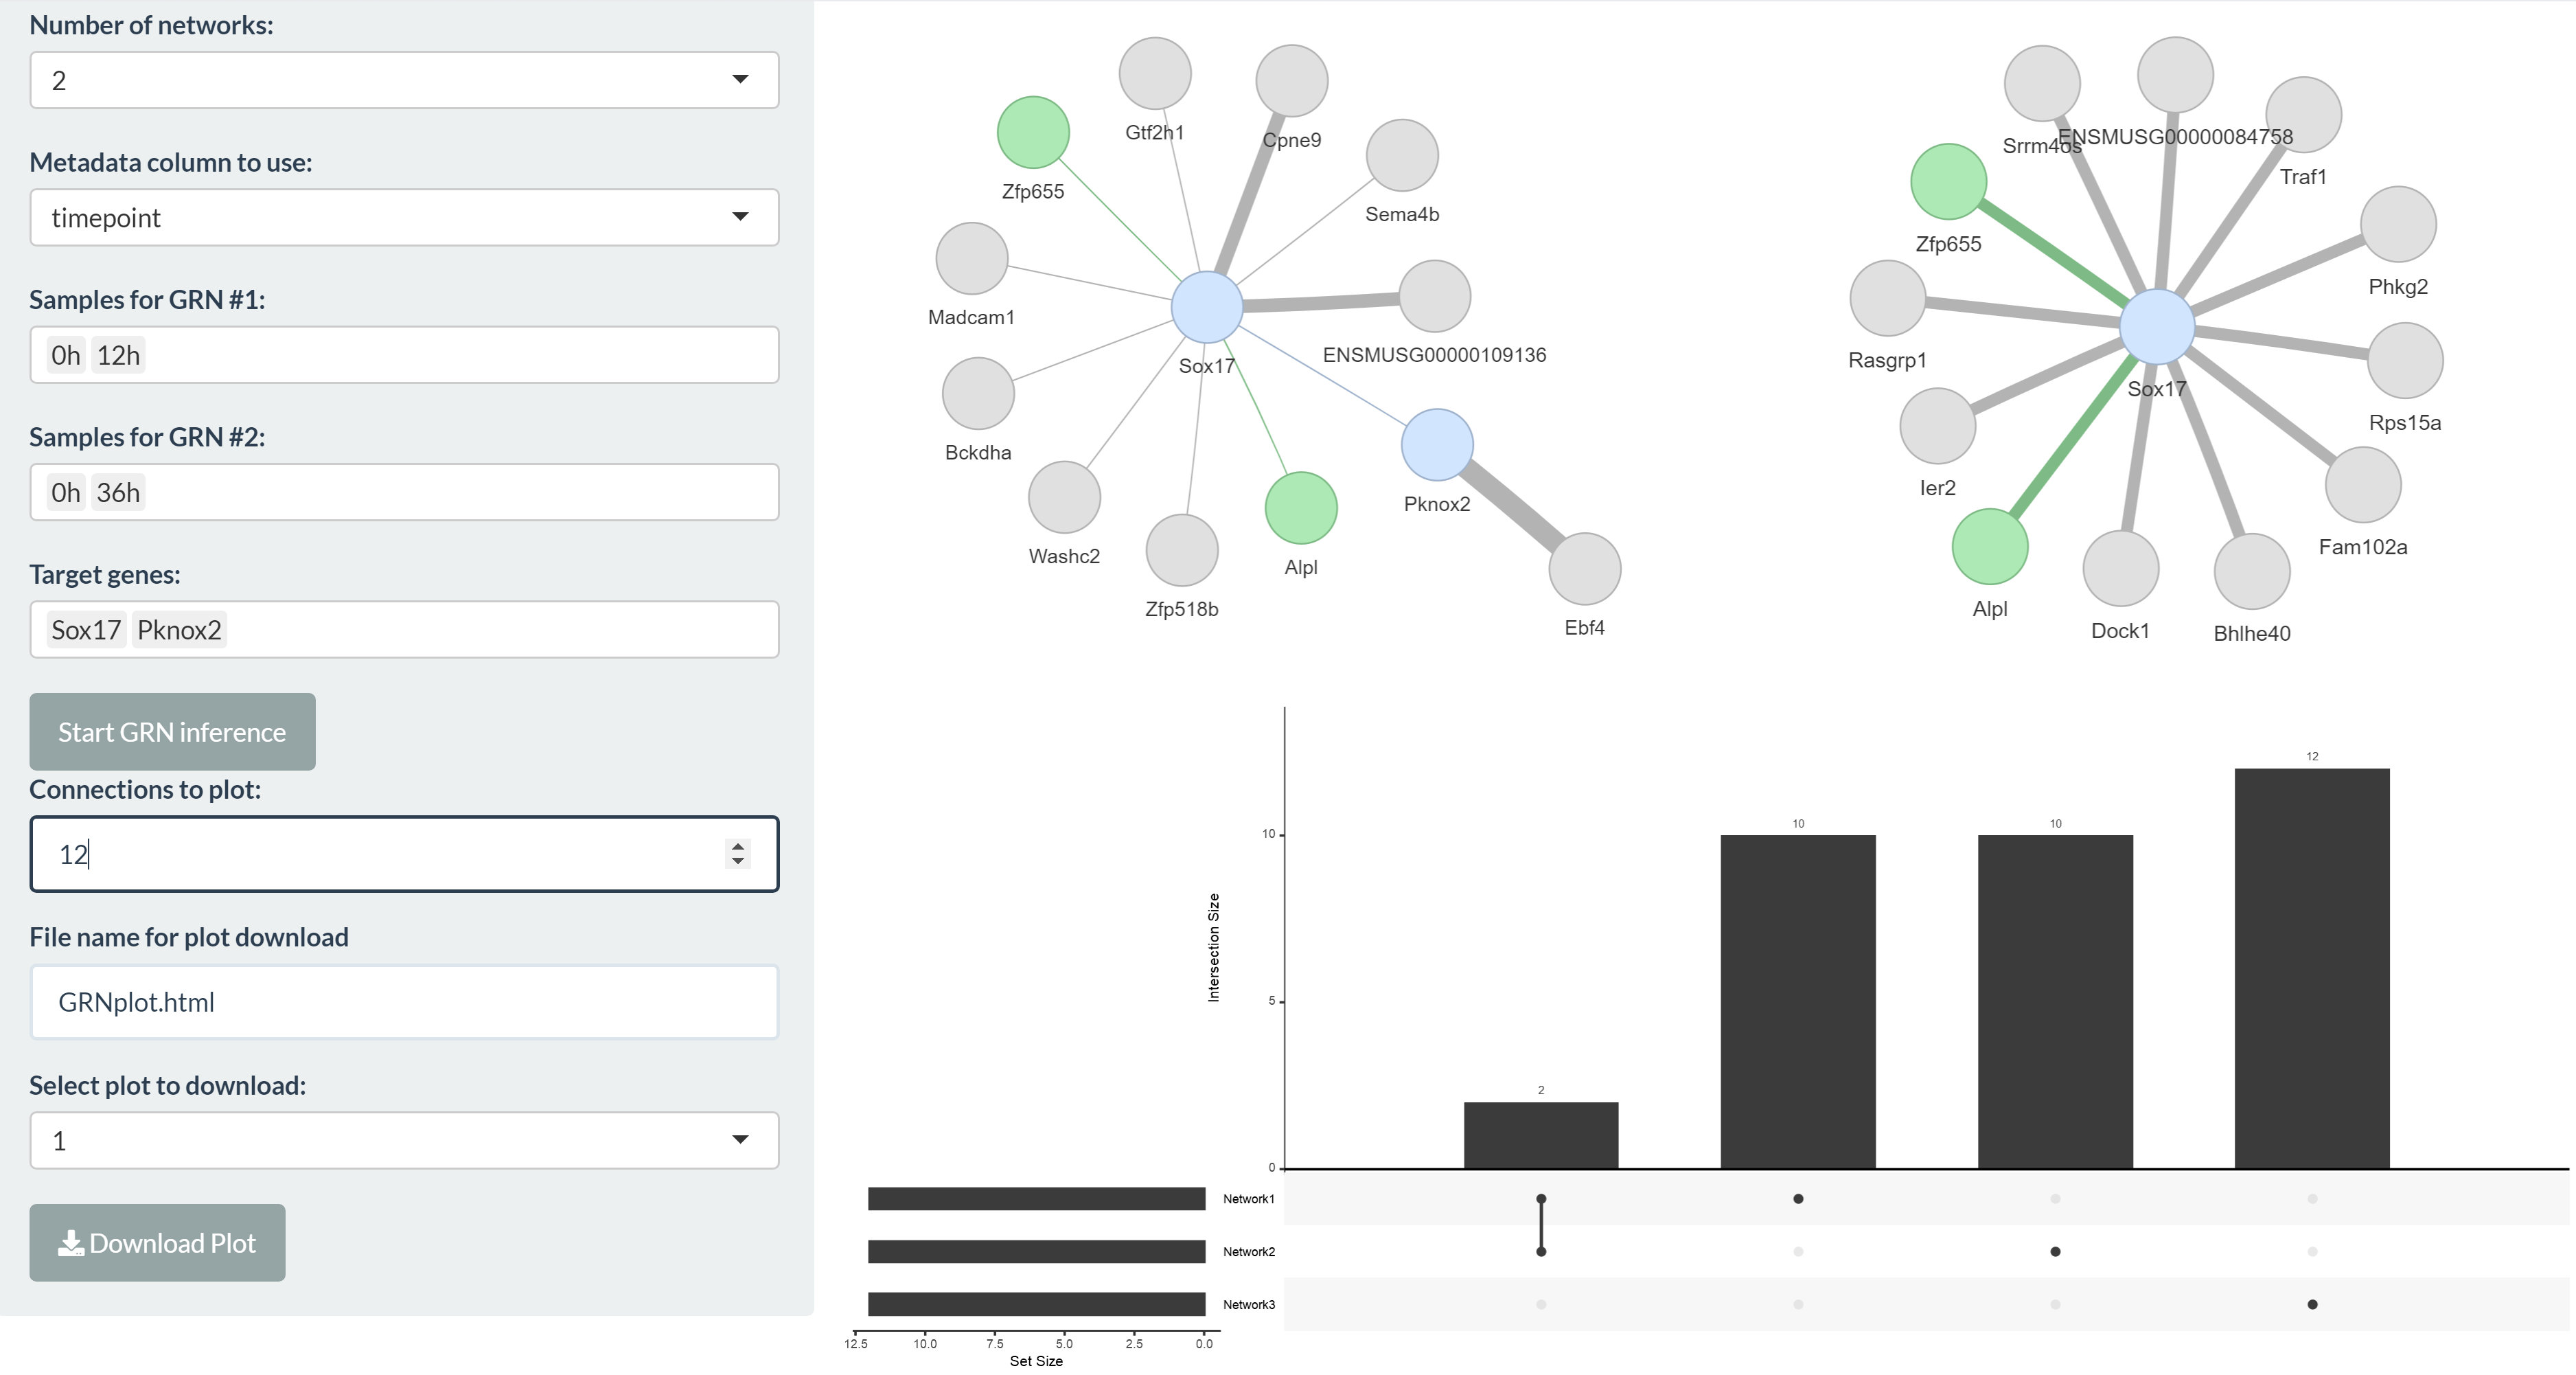 Number of networks:
2
Metadata column to use:
timepoint
Samples for GRN #1:
0h 12h
Samples for GRN #2:
0h 36h
Target genes:
Sox17 Pknox2
Start GRN inference
Connections to plot:
12
File name for plot download
GRNplot.html
Select plot to download:
1
Download Plot
Gtf2h1
Cpne9
Zfp655
Sema4b
Madcam1
ENSMUSG00000109136
Sox17
Bckdha
Pknox2
Washc2
Alpl
Zfp518b
Ebf4
ENSMUSG00000084758
Srrm4os
Traf1
Zfp655
Phkg2
Rasgrp1
Sox17
Rps15a
Ier2
Fam102a
Alpl
Dock1
Bhlhe40
Intersection Size
10
5
0
2
10
10
12
Network1
Network2
Network3
12.5 10.0 7.5 5.0 2.5 0.0
Set Size